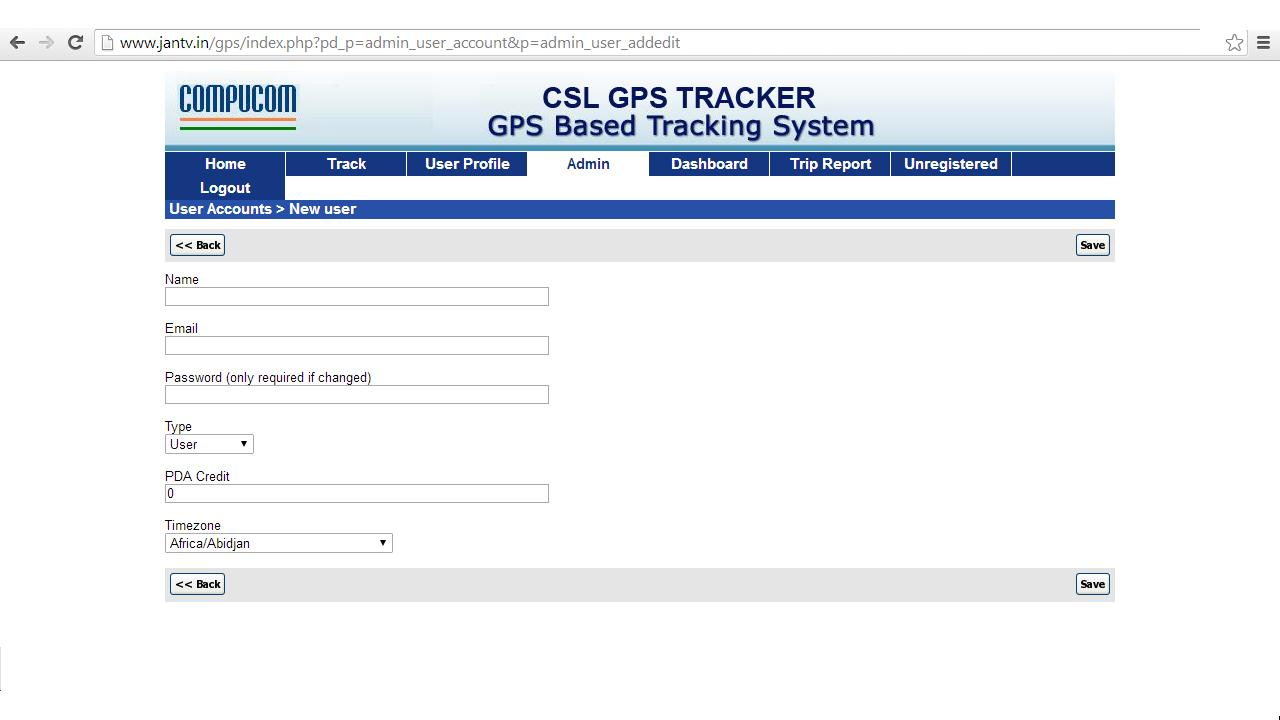 www.jantv.in/gps/index.php?pd_p=admin_user_account&p=admin_user_addedit
COMPUCOM
CSL GPS TRACKER
GPS Based Tracking System
Home Track User Profile Admin Dashboard Trip Report Unregistered
Logout
User Accounts > New user
<< Back Save
Name
Email
Password (only required if changed)
Type
User
PDA Credit
0
Timezone
Africa/Abidjan
<< Back Save